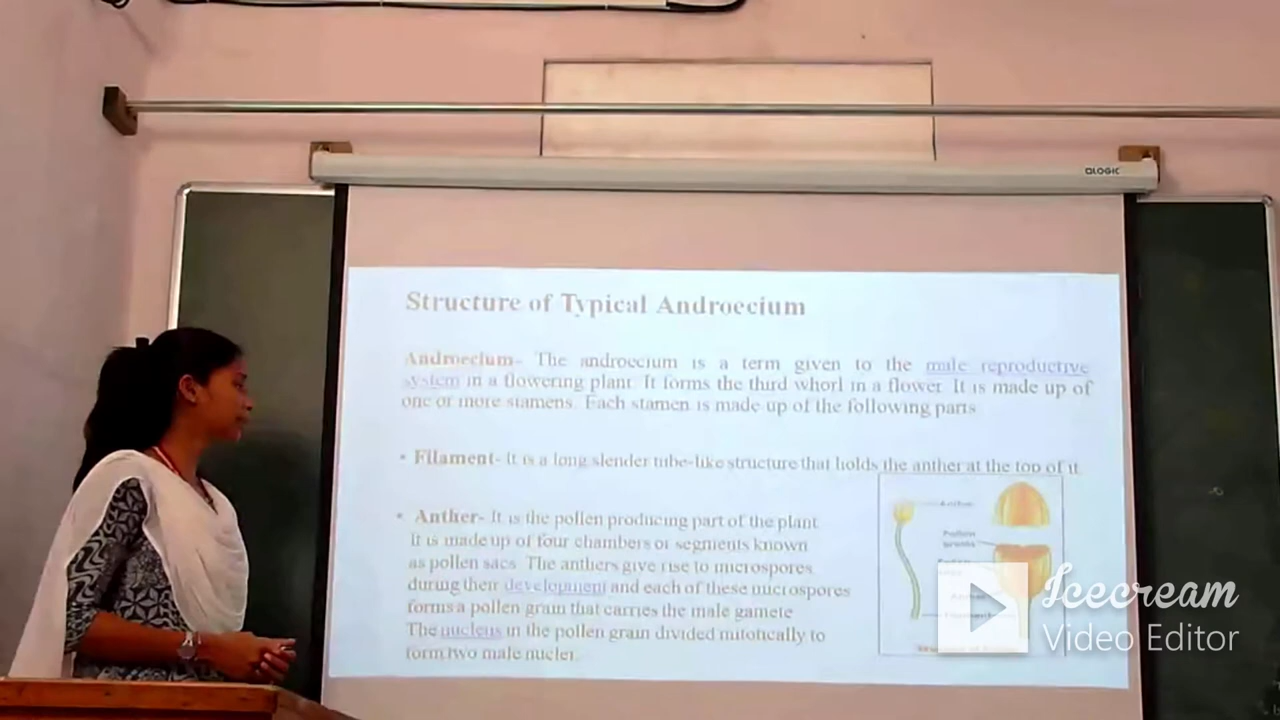 QLOGIC
Structure of Typical Androecium
Androecium- The androecium is a term given to the male reproductive
system in a flowering plant. It forms the third whorl in a flower. It is made up of
one or more stamens. Each stamen is made up of the following parts
• Filament- It is a long slender tube-like structure that holds the anther at the top of it
• Anther- It is the pollen producing part of the plant
It is made up of four chambers or segments known
as pollen sacs. The anthers give rise to microspores
during their development and each of these microspores
forms a pollen grain that carries the male gamete
The nucleus in the pollen grain divided mitotically to
form two male nuclei.
Icecream
Video Editor